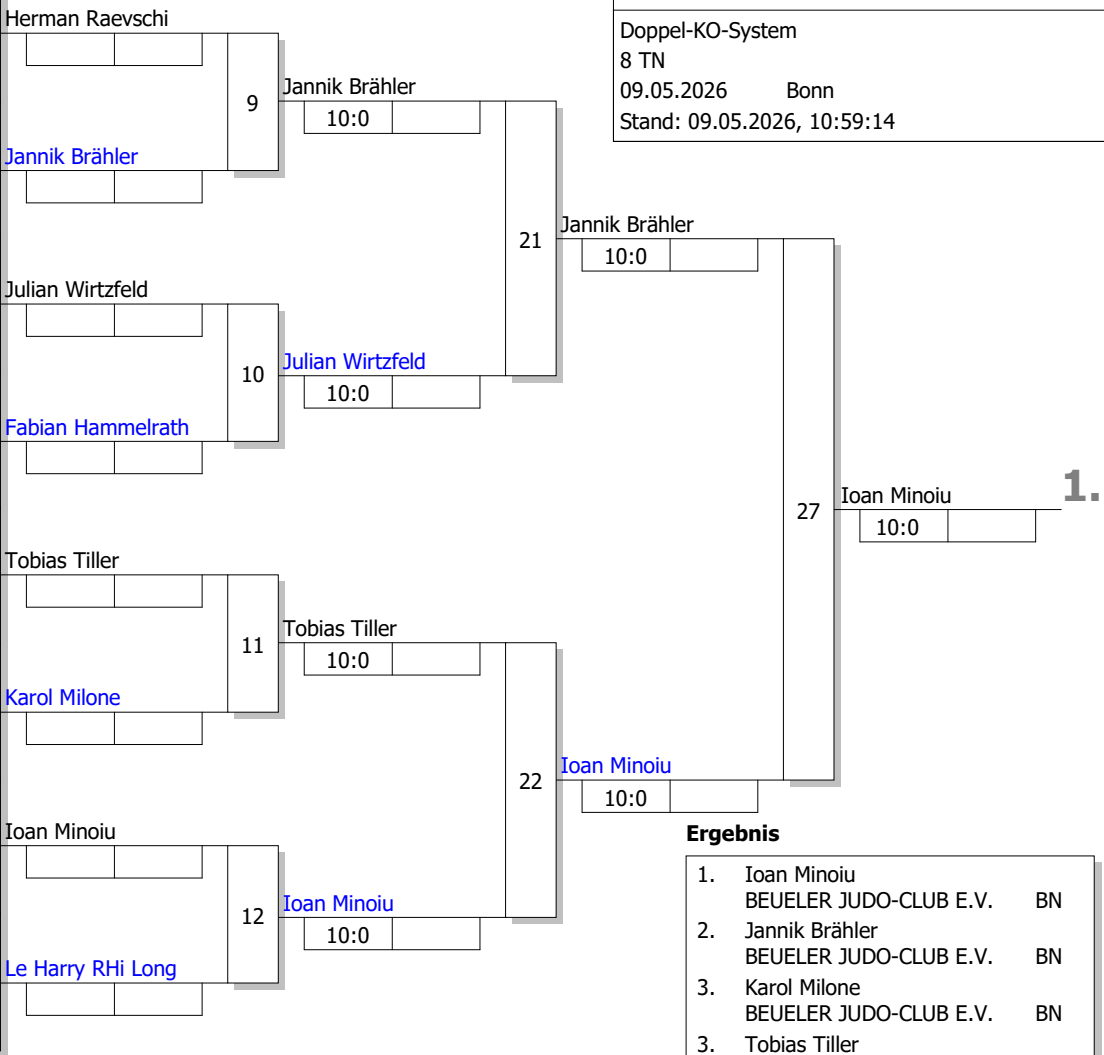 Herman Raevschi
Doppel-KO-System
8 TN
09.05.2026 Bonn
Stand: 09.05.2026, 10:59:14
9
Jannik Brähler
10:0
Jannik Brähler
21
Jannik Brähler
10:0
Julian Wirtzfeld
10
Julian Wirtzfeld
10:0
Fabian Hammelrath
27
Ioan Minoiu
1.
10:0
Tobias Tiller
11
Tobias Tiller
10:0
Karol Milone
22
Ioan Minoiu
10:0
Ioan Minoiu
12
Ioan Minoiu
10:0
Le Harry RHi Long
Ergebnis
1. Ioan Minoiu
BEUELER JUDO-CLUB E.V. BN
2. Jannik Brähler
BEUELER JUDO-CLUB E.V. BN
3. Karol Milone
BEUELER JUDO-CLUB E.V. BN
3. Tobias Tiller